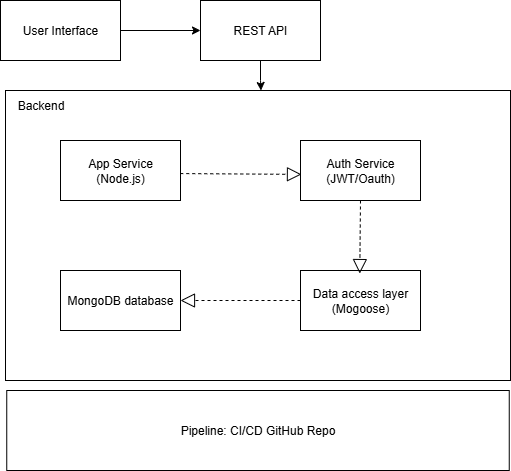 User Interface
REST API
Backend
App Service
(Node.js)
Auth Service
(JWT/Oauth)
MongoDB database
Data access layer
(Mogoose)
Pipeline: CI/CD GitHub Repo